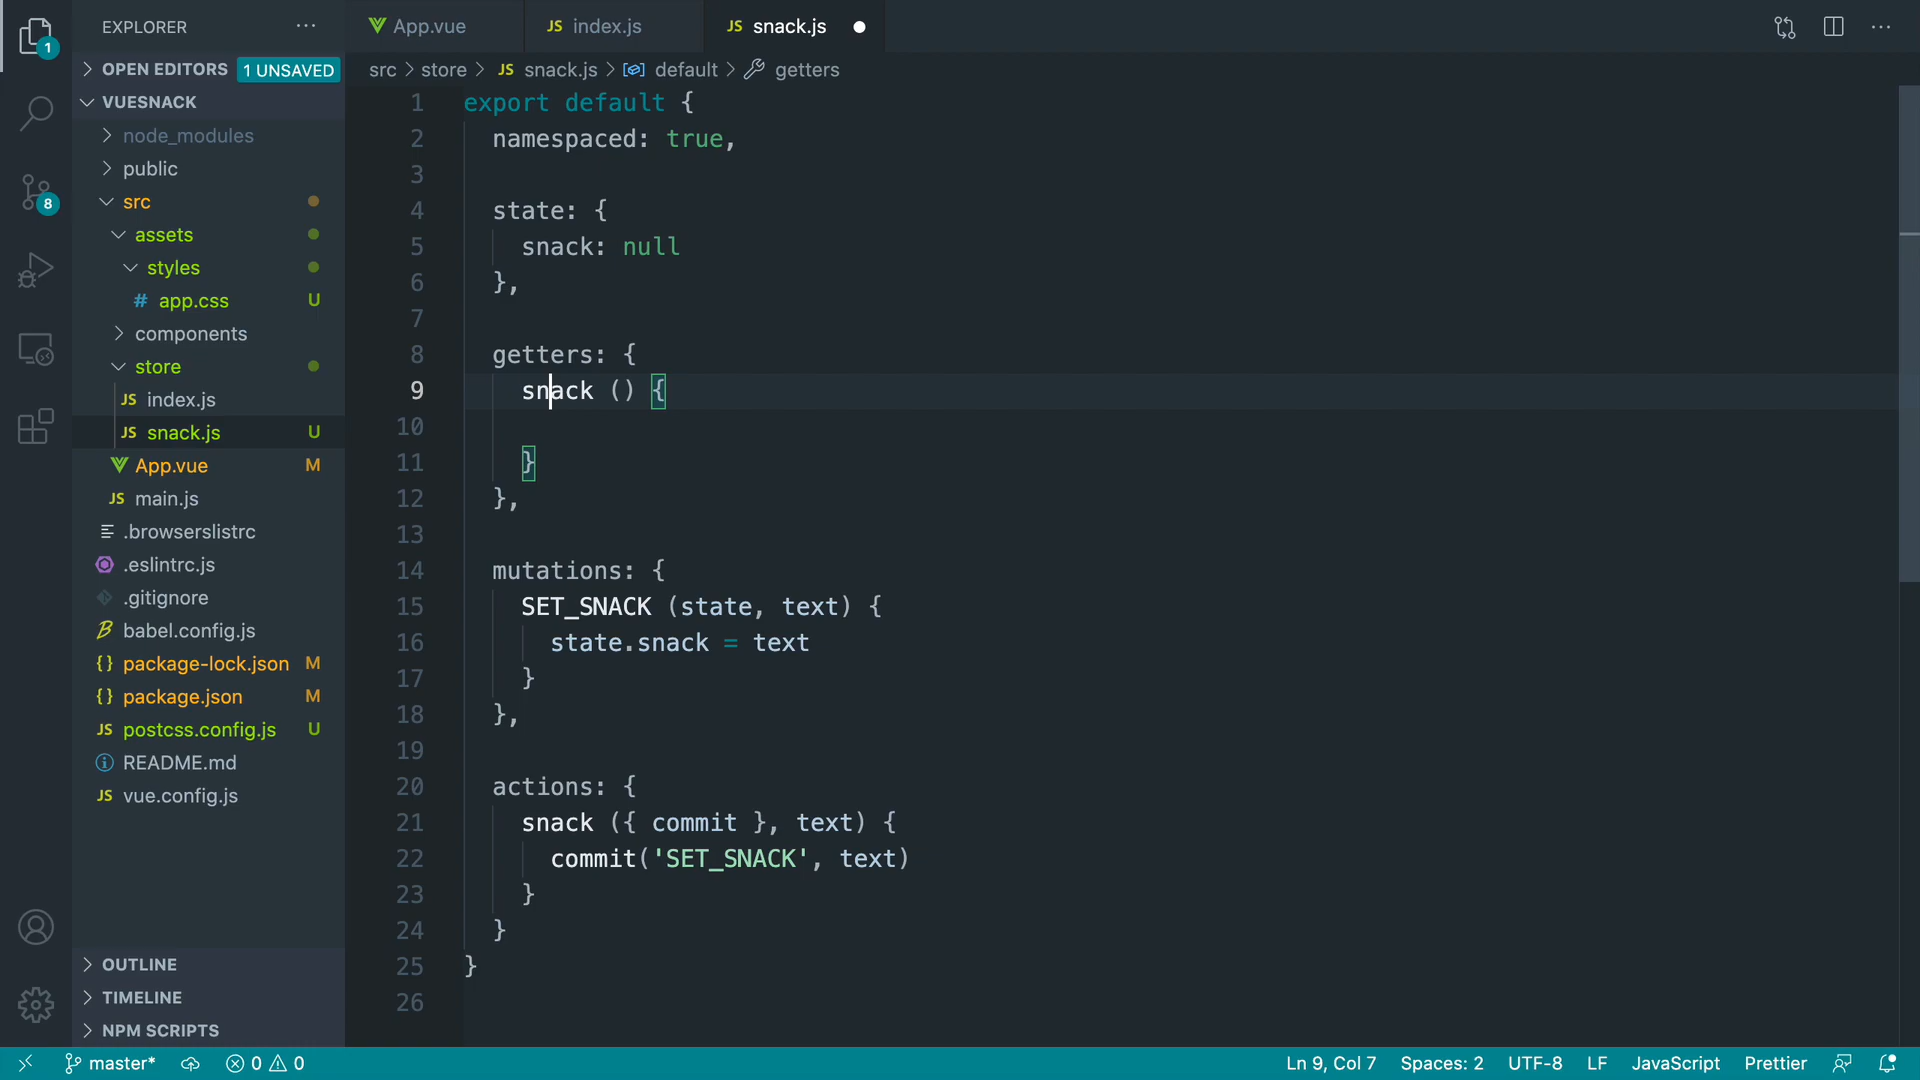 EXPLORER
OPEN EDITORS 1 UNSAVED
VUESNACK
node_modules
public
src
assets
styles
# app.css U
components
store
JS index.js
JS snack.js U
App.vue M
JS main.js
.browserslistrc
.eslintrc.js
.gitignore
babel.config.js
{} package-lock.json M
{} package.json M
JS postcss.config.js U
README.md
JS vue.config.js
OUTLINE
TIMELINE
NPM SCRIPTS
1
8
App.vue
JS index.js
JS snack.js
src > store > JS snack.js > default > getters
1 export default {
2 namespaced: true,
3
4 state: {
5 snack: null
6 },
7
8 getters: {
9 snack () {
10
11 }
12 },
13
14 mutations: {
15 SET_SNACK (state, text) {
16 state.snack = text
17 }
18 },
19
20 actions: {
21 snack ({ commit }, text) {
22 commit('SET_SNACK', text)
23 }
24 }
25 }
26
master* 0 0 Ln 9, Col 7 Spaces: 2 UTF-8 LF JavaScript Prettier